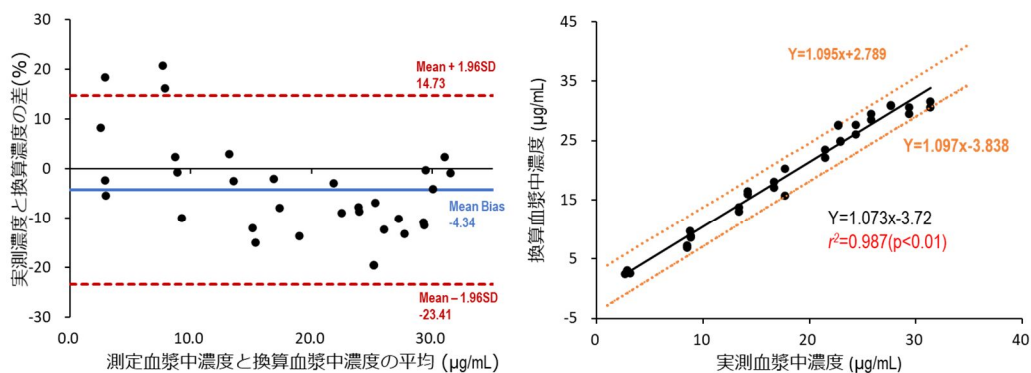 30
20
10
0
-10
-20
-30
実測濃度と換算濃度の差(%)
Mean + 1.96SD
14.73
Mean Bias
-4.34
Mean – 1.96SD
-23.41
0.0
10.0
20.0
30.0
測定血漿中濃度と換算血漿中濃度の平均 (μg/mL)
45
35
25
15
5
-5
換算血漿中濃度 (μg/mL)
Y=1.095x+2.789
Y=1.097x-3.838
Y=1.073x-3.72
r²=0.987(p<0.01)
0
10
20
30
40
実測血漿中濃度 (μg/mL)